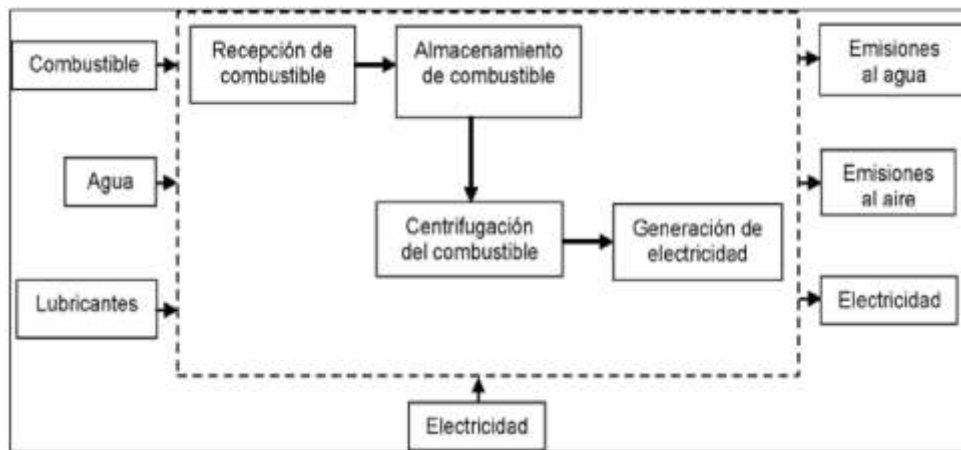 Combustible
Agua
Lubricantes
Recepción de
combustible
Almacenamiento
de combustible
Centrifugación
del combustible
Generación de
electricidad
Emisiones
al agua
Emisiones
al aire
Electricidad
Electricidad